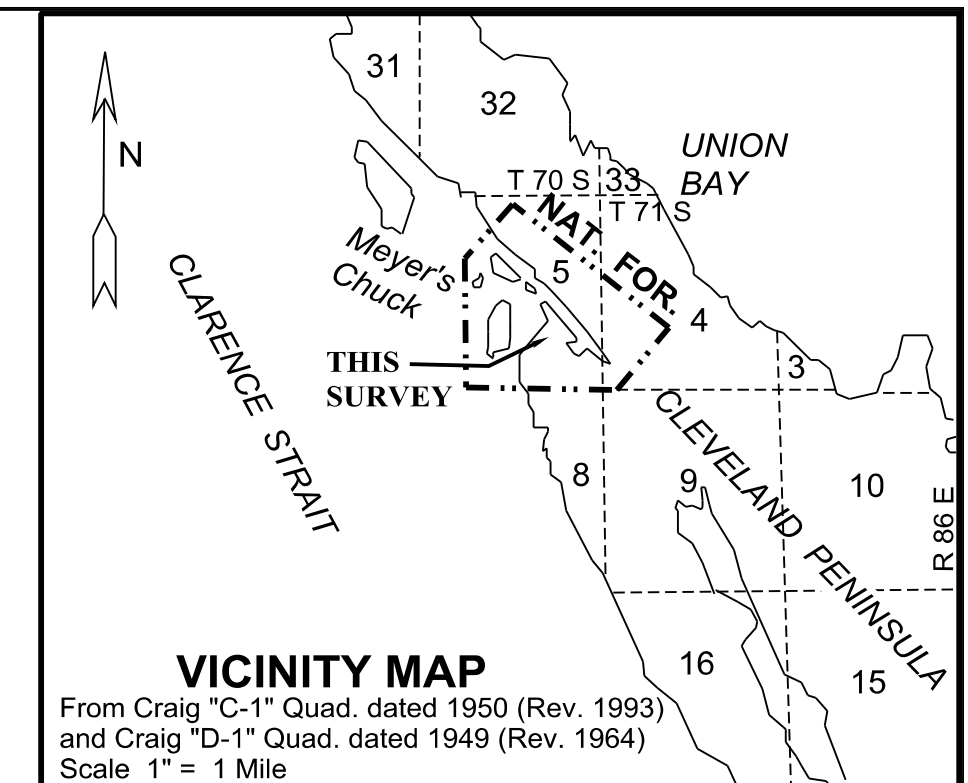 31
32
N
UNION
BAY
T 70 S
33
T 71 S
NAT. FOR.
Meyer's
Chuck
5
4
CLARENCE STRAIT
THIS
SURVEY
3
CLEVELAND PENINSULA
8
9
10
R 86 E
16
15
VICINITY MAP
From Craig "C-1" Quad. dated 1950 (Rev. 1993)
and Craig "D-1" Quad. dated 1949 (Rev. 1964)
Scale 1" = 1 Mile